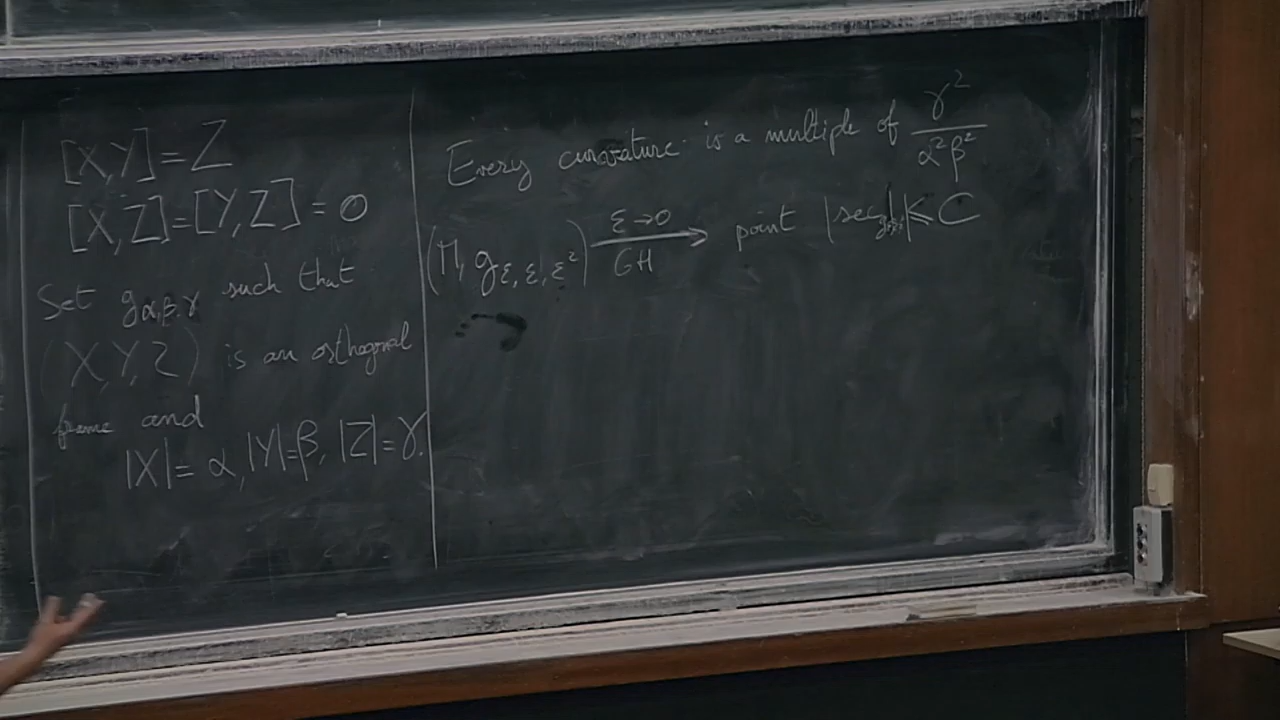 [X,Y]=Z
[X,Z]=[Y,Z]=0
Set g_{α,β,γ} such that
(X,Y,Z) is an orthogonal
frame and
|X|=α, |Y|=β, |Z|=γ.
Every curvature is a multiple of γ²/α²β²
(M, g_{ε,ε,ε²}) ε→0 → GH point |sec|≤C